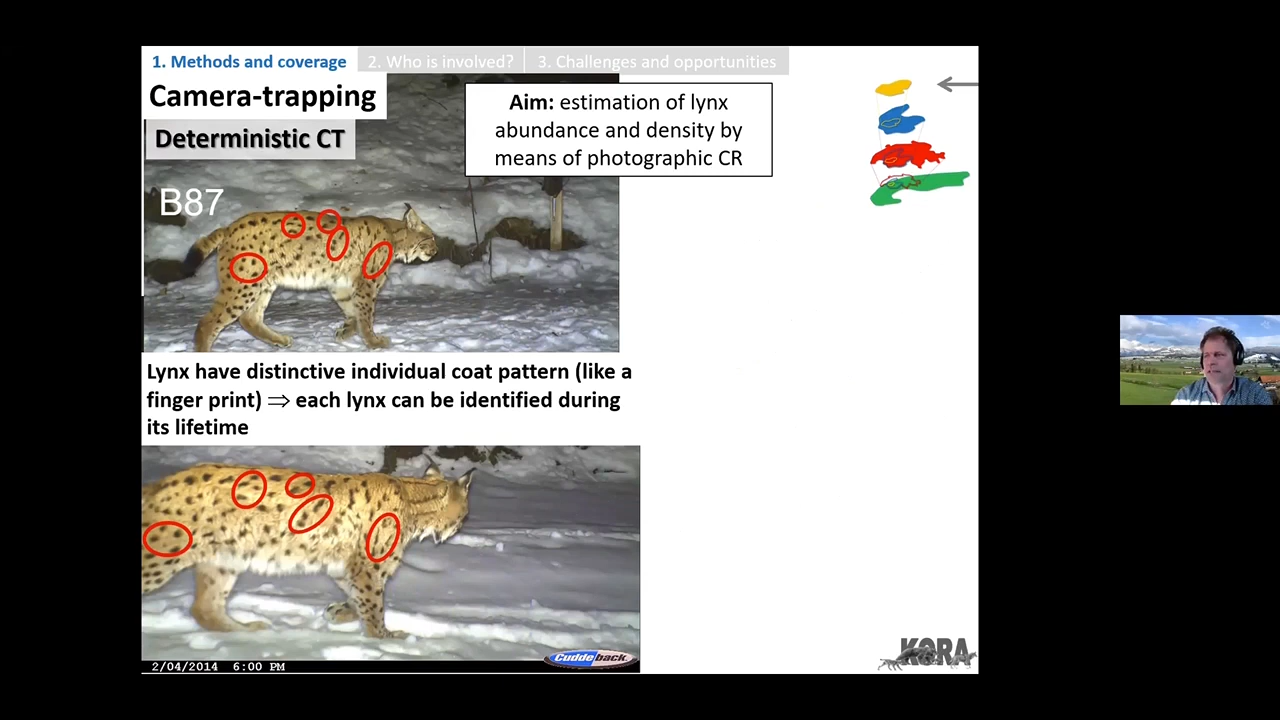 1. Methods and coverage 2. Who is involved? 3. Challenges and opportunities
Camera-trapping
Deterministic CT
Aim: estimation of lynx
abundance and density by
means of photographic CR
B87
Lynx have distinctive individual coat pattern (like a
finger print) ⇒ each lynx can be identified during
its lifetime
2/04/2014 6:00 PM
Cuddeback
KORA